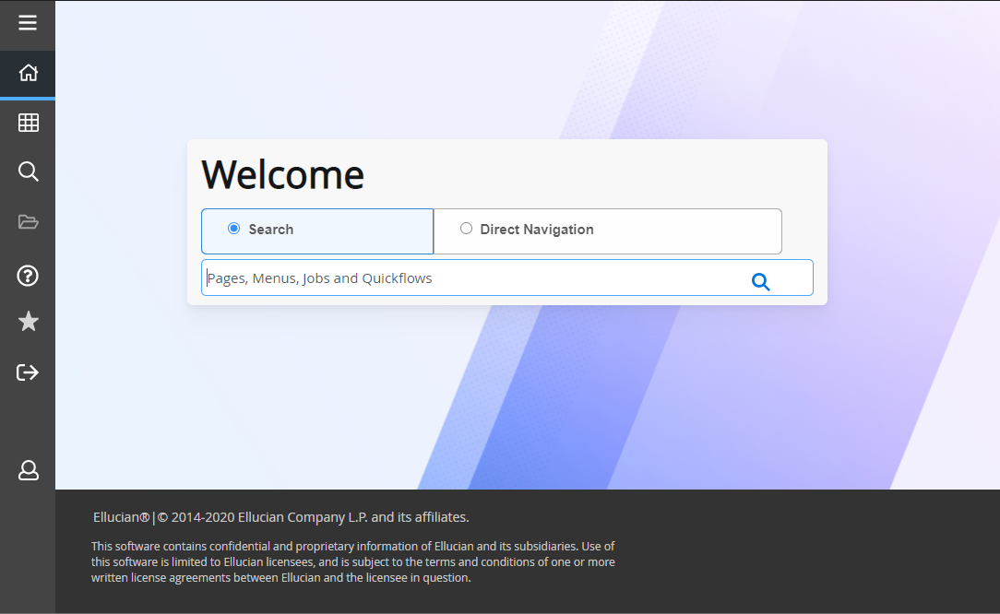 Welcome
Search
Direct Navigation
Pages, Menus, Jobs and Quickflows
Ellucian®|© 2014-2020 Ellucian Company L.P. and its affiliates.
This software contains confidential and proprietary information of Ellucian and its subsidiaries. Use of
this software is limited to Ellucian licensees, and is subject to the terms and conditions of one or more
written license agreements between Ellucian and the licensee in question.